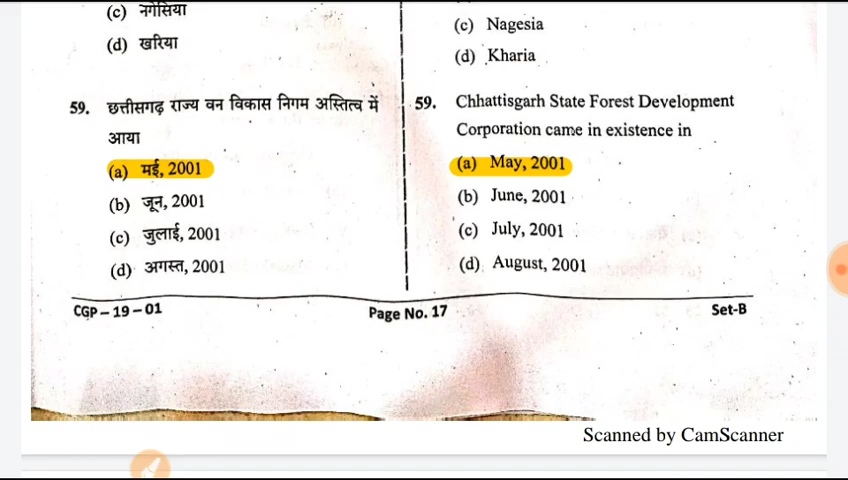 (c) नगेसिया
(d) खरिया
59. छत्तीसगढ़ राज्य वन विकास निगम अस्तित्व में
आया
(a) मई, 2001
(b) जून, 2001
(c) जुलाई, 2001
(d) अगस्त, 2001
(c) Nagesia
(d) Kharia
59. Chhattisgarh State Forest Development
Corporation came in existence in
(a) May, 2001
(b) June, 2001
(c) July, 2001
(d) August, 2001
CGP – 19 – 01 Page No. 17 Set-B
Scanned by CamScanner